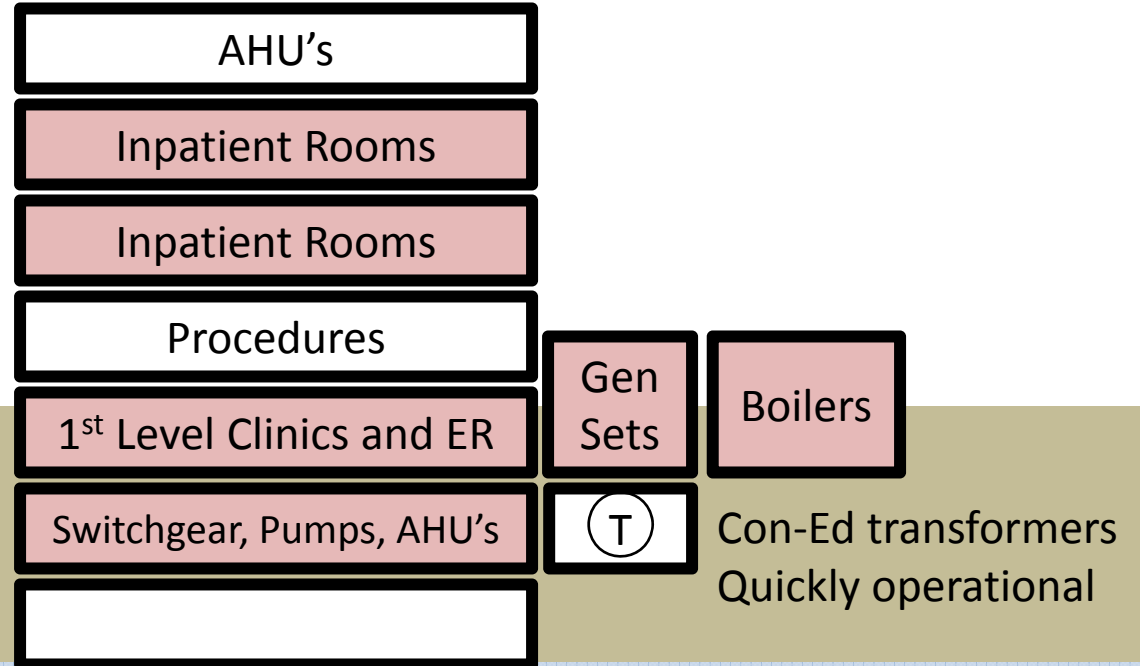 AHU’s
Inpatient Rooms
Inpatient Rooms
Procedures
Gen
Sets
Boilers
1st Level Clinics and ER
Switchgear, Pumps, AHU’s
T
Con-Ed transformers
Quickly operational